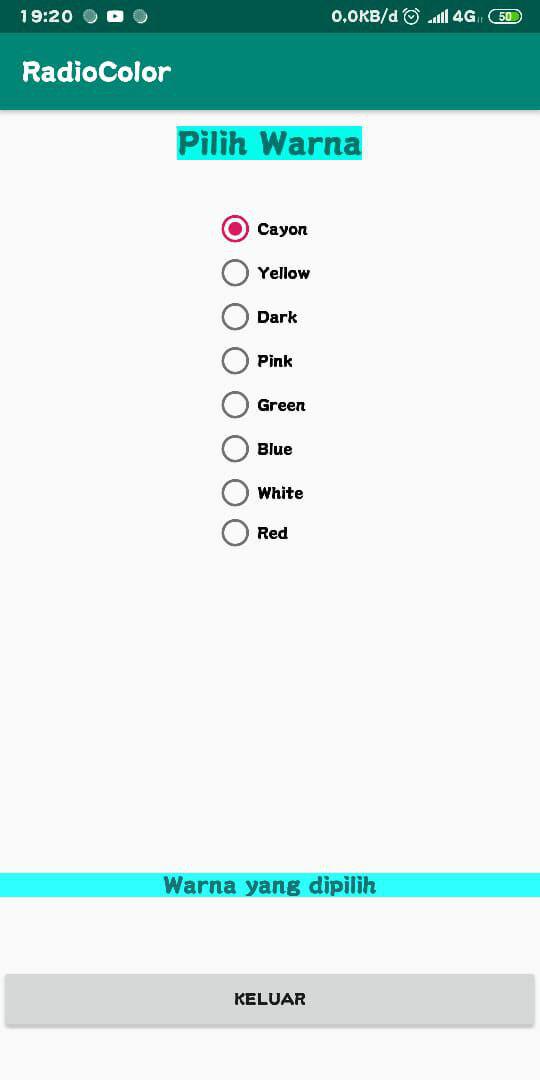 19:20 0,0KB/d 4G 50
RadioColor
Pilih Warna
Cayon
Yellow
Dark
Pink
Green
Blue
White
Red
Warna yang dipilih
KELUAR